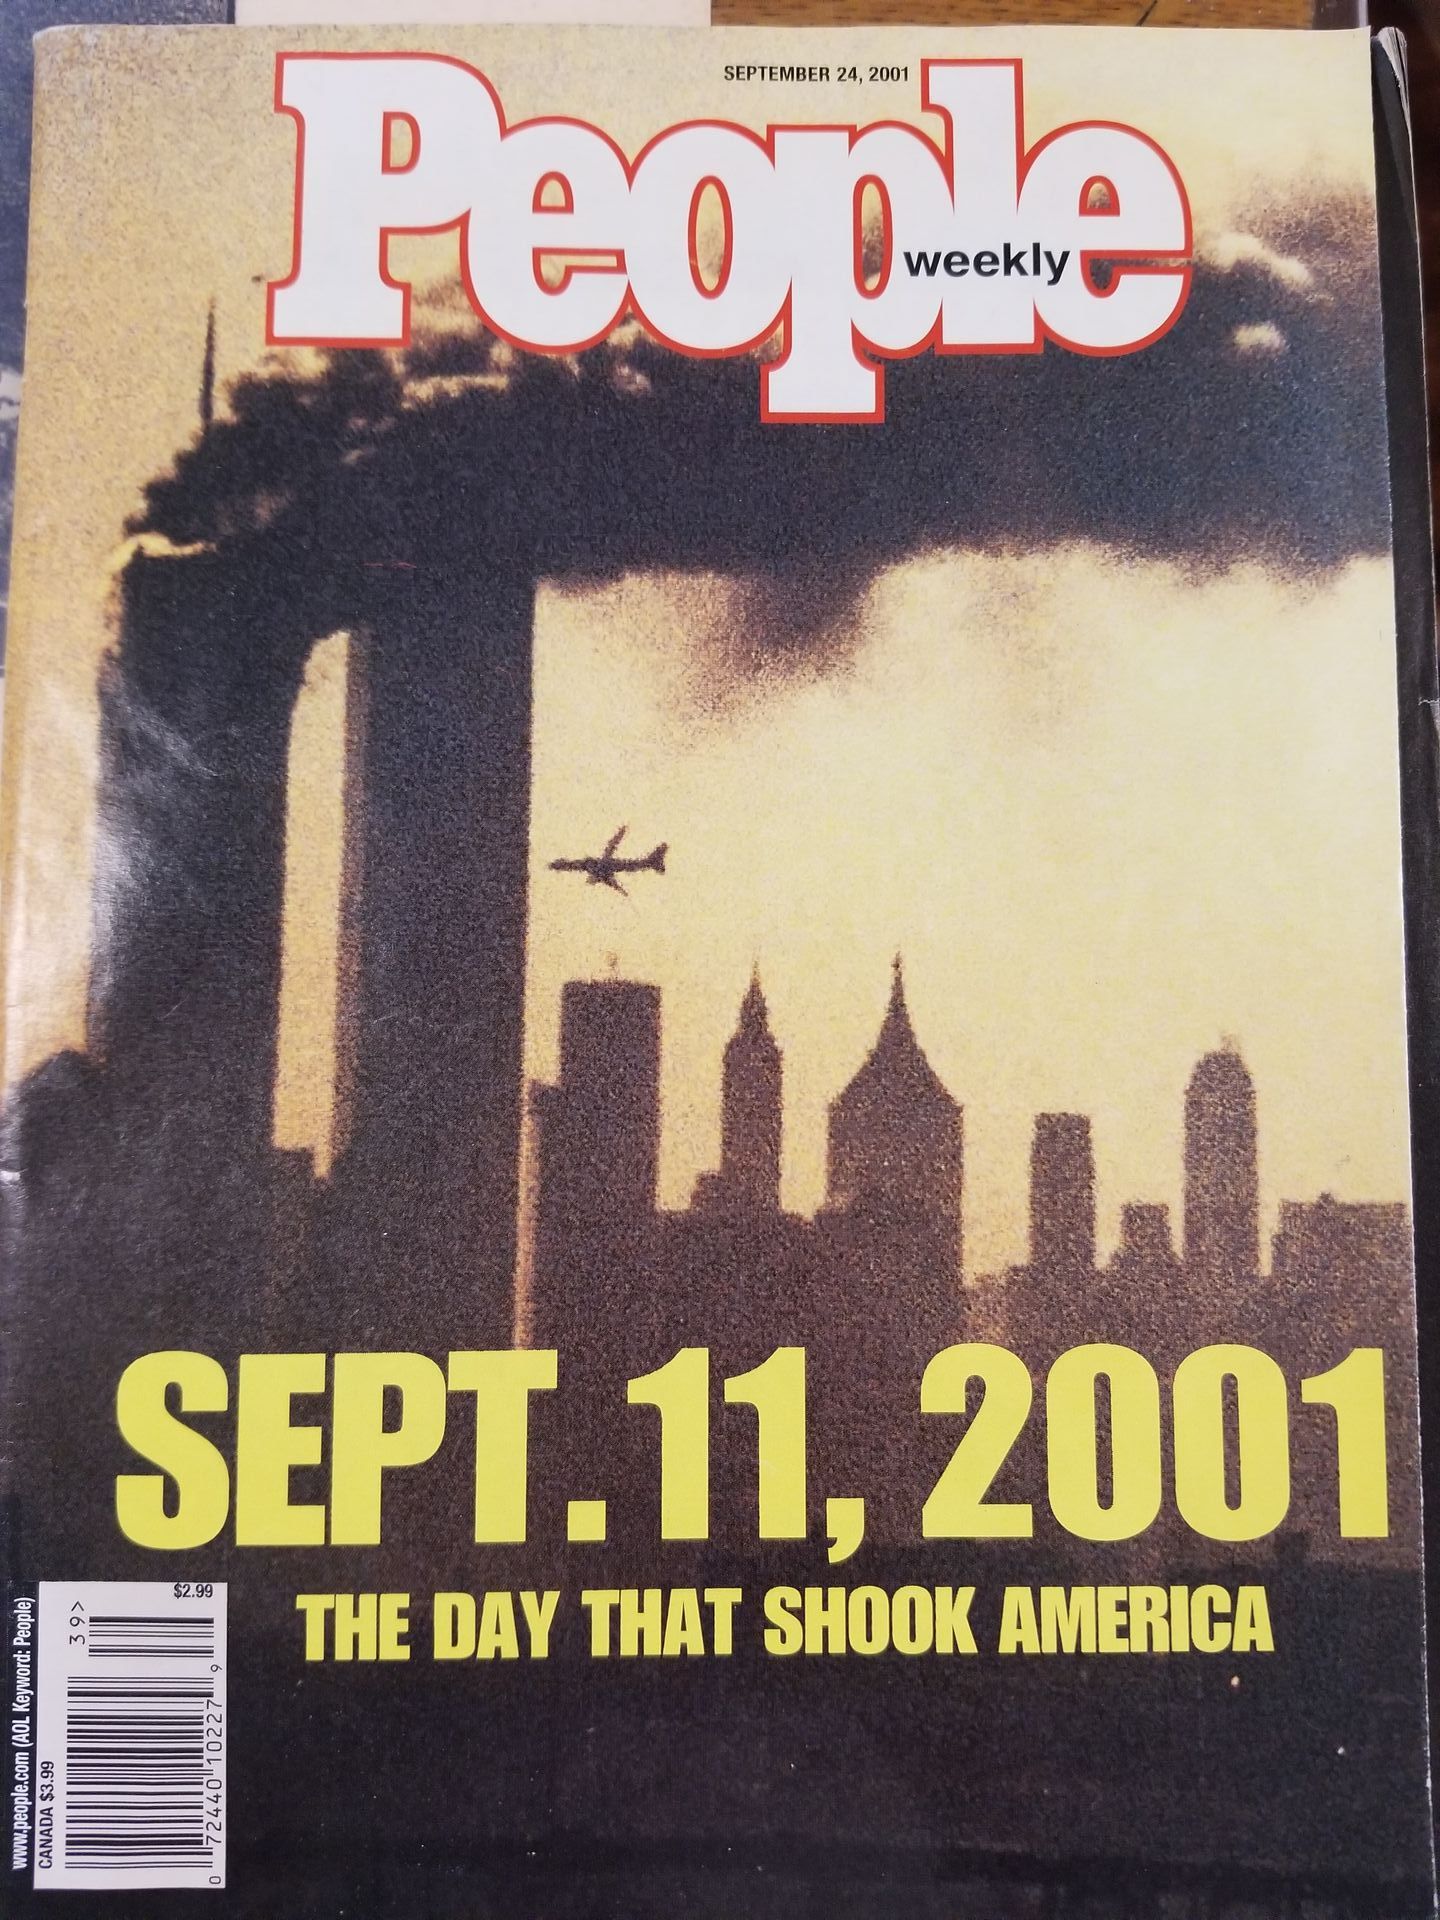 SEPTEMBER 24, 2001
People
weekly
SEPT. 11, 2001
THE DAY THAT SHOOK AMERICA
$2.99
39>
0 72440 10227 9
CANADA $3.99
www.people.com (AOL Keyword: People)